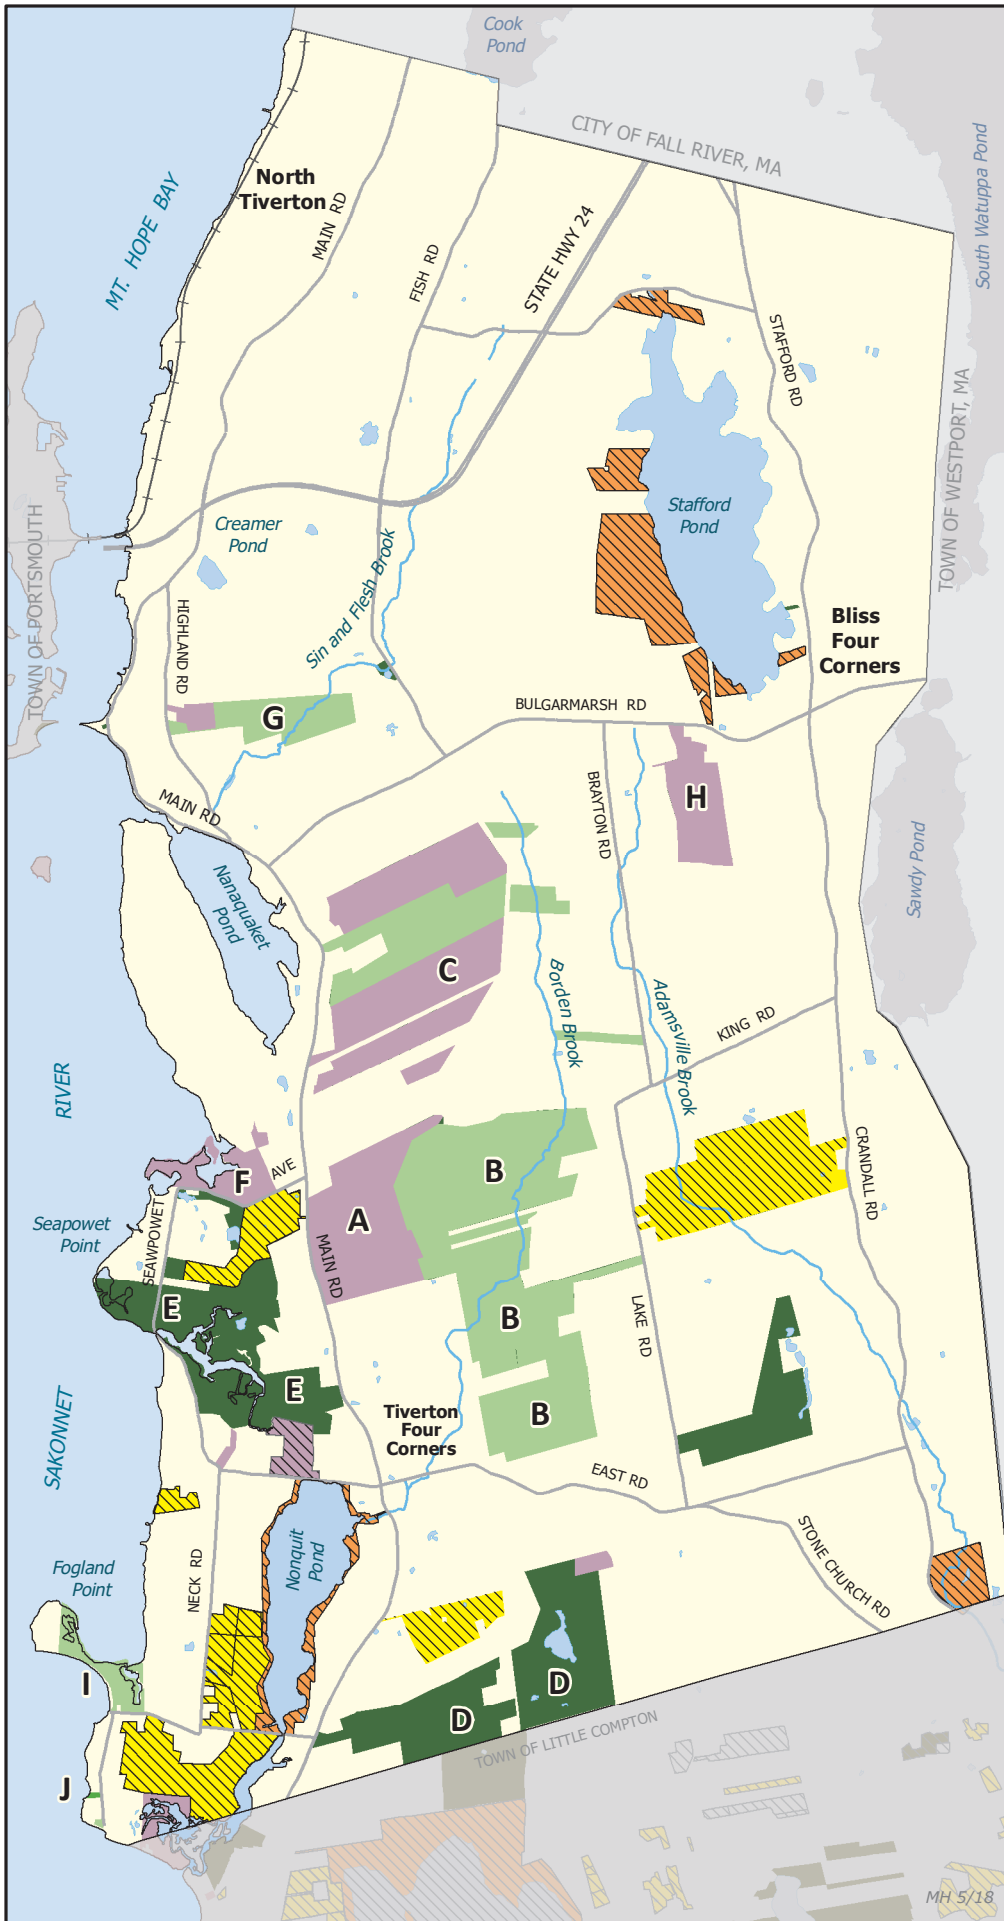 Cook
Pond
CITY OF FALL RIVER, MA
South Watuppa Pond
North
Tiverton
MAIN RD
MT. HOPE BAY
FISH RD
STATE HWY 24
STAFFORD RD
TOWN OF WESTPORT, MA
TOWN OF PORTSMOUTH
Creamer
Pond
Stafford
Pond
Sin and Flesh Brook
HIGHLAND RD
Bliss
Four
Corners
G
BULGARMARSH RD
MAIN RD
BRAYTON RD
H
Nanaquaket
Pond
Sawdy Pond
C
Borden Brook
Adamsville Brook
KING RD
RIVER
AVE
F
B
A
CRANDALL RD
Seapowet
Point
SEAWPOWET
MAIN RD
E
B
LAKE RD
E
B
Tiverton
Four
Corners
SAKONNET
EAST RD
STONE CHURCH RD
Fogland
Point
NECK RD
Nonquit
Pond
I
D
D
TOWN OF LITTLE COMPTON
J
MH 5/18